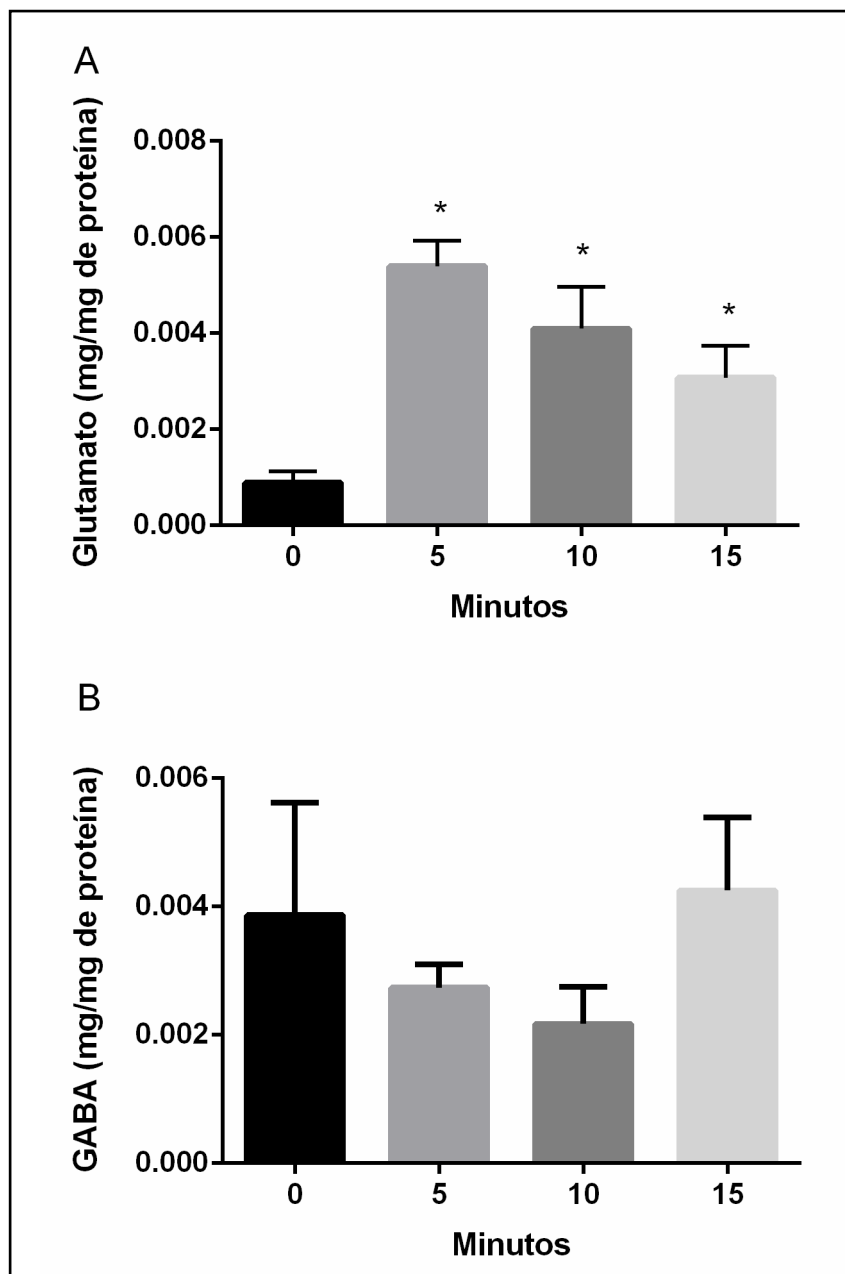 A
Glutamato (mg/mg de proteína)
0.008
0.006
0.004
0.002
0.000
*
*
*
0 5 10 15
Minutos
B
GABA (mg/mg de proteína)
0.006
0.004
0.002
0.000
0 5 10 15
Minutos